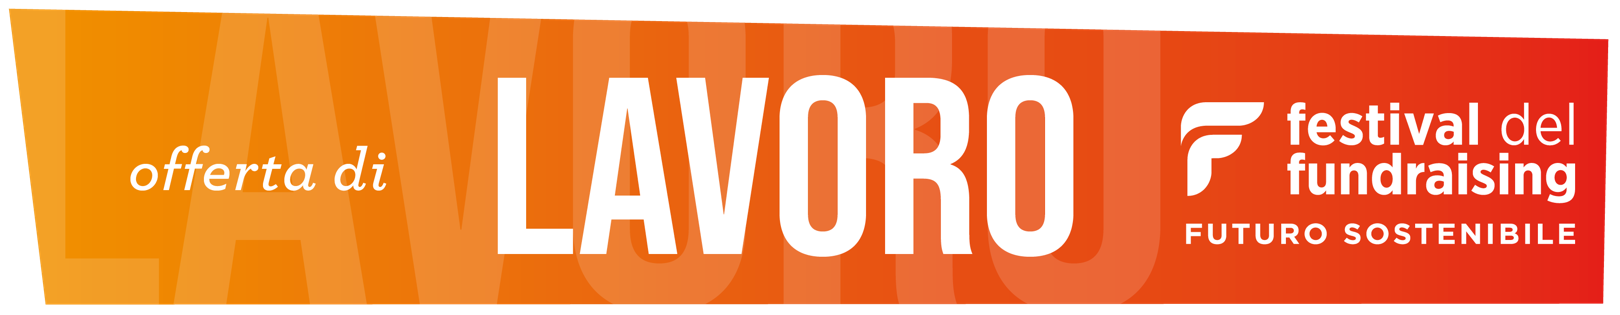 offerta di LAVORO
festival del
fundraising
FUTURO SOSTENIBILE